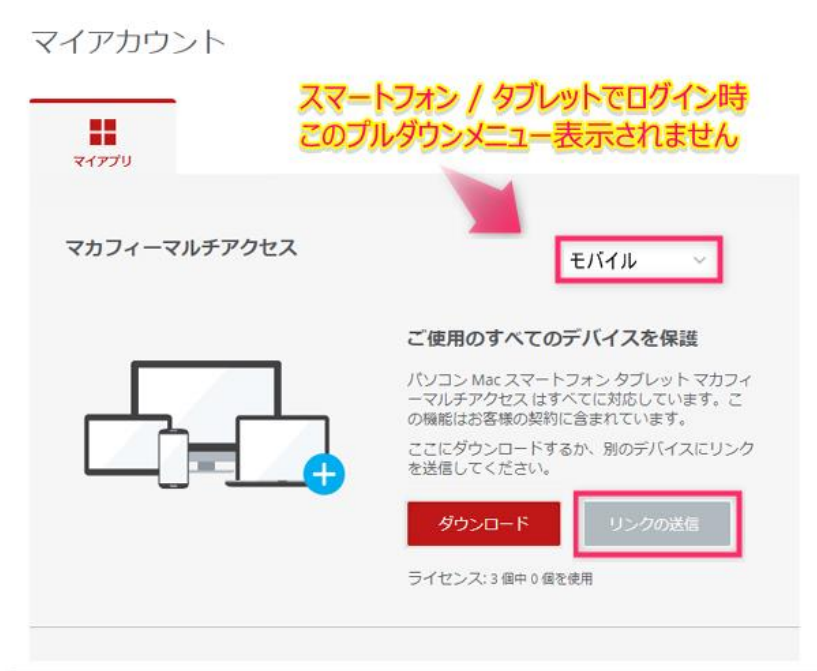 マイアカウント
スマートフォン / タブレットでログイン時
このプルダウンメニュー表示されません
マイアプリ
マカフィーマルチアクセス
モバイル
ご使用のすべてのデバイスを保護
パソコン Mac スマートフォン タブレット マカフィ
ーマルチアクセス はすべてに対応しています。こ
の機能はお客様の契約に含まれています。
ここにダウンロードするか、別のデバイスにリンク
を送信してください。
ダウンロード
リンクの送信
ライセンス: 3 個中 0 個を使用